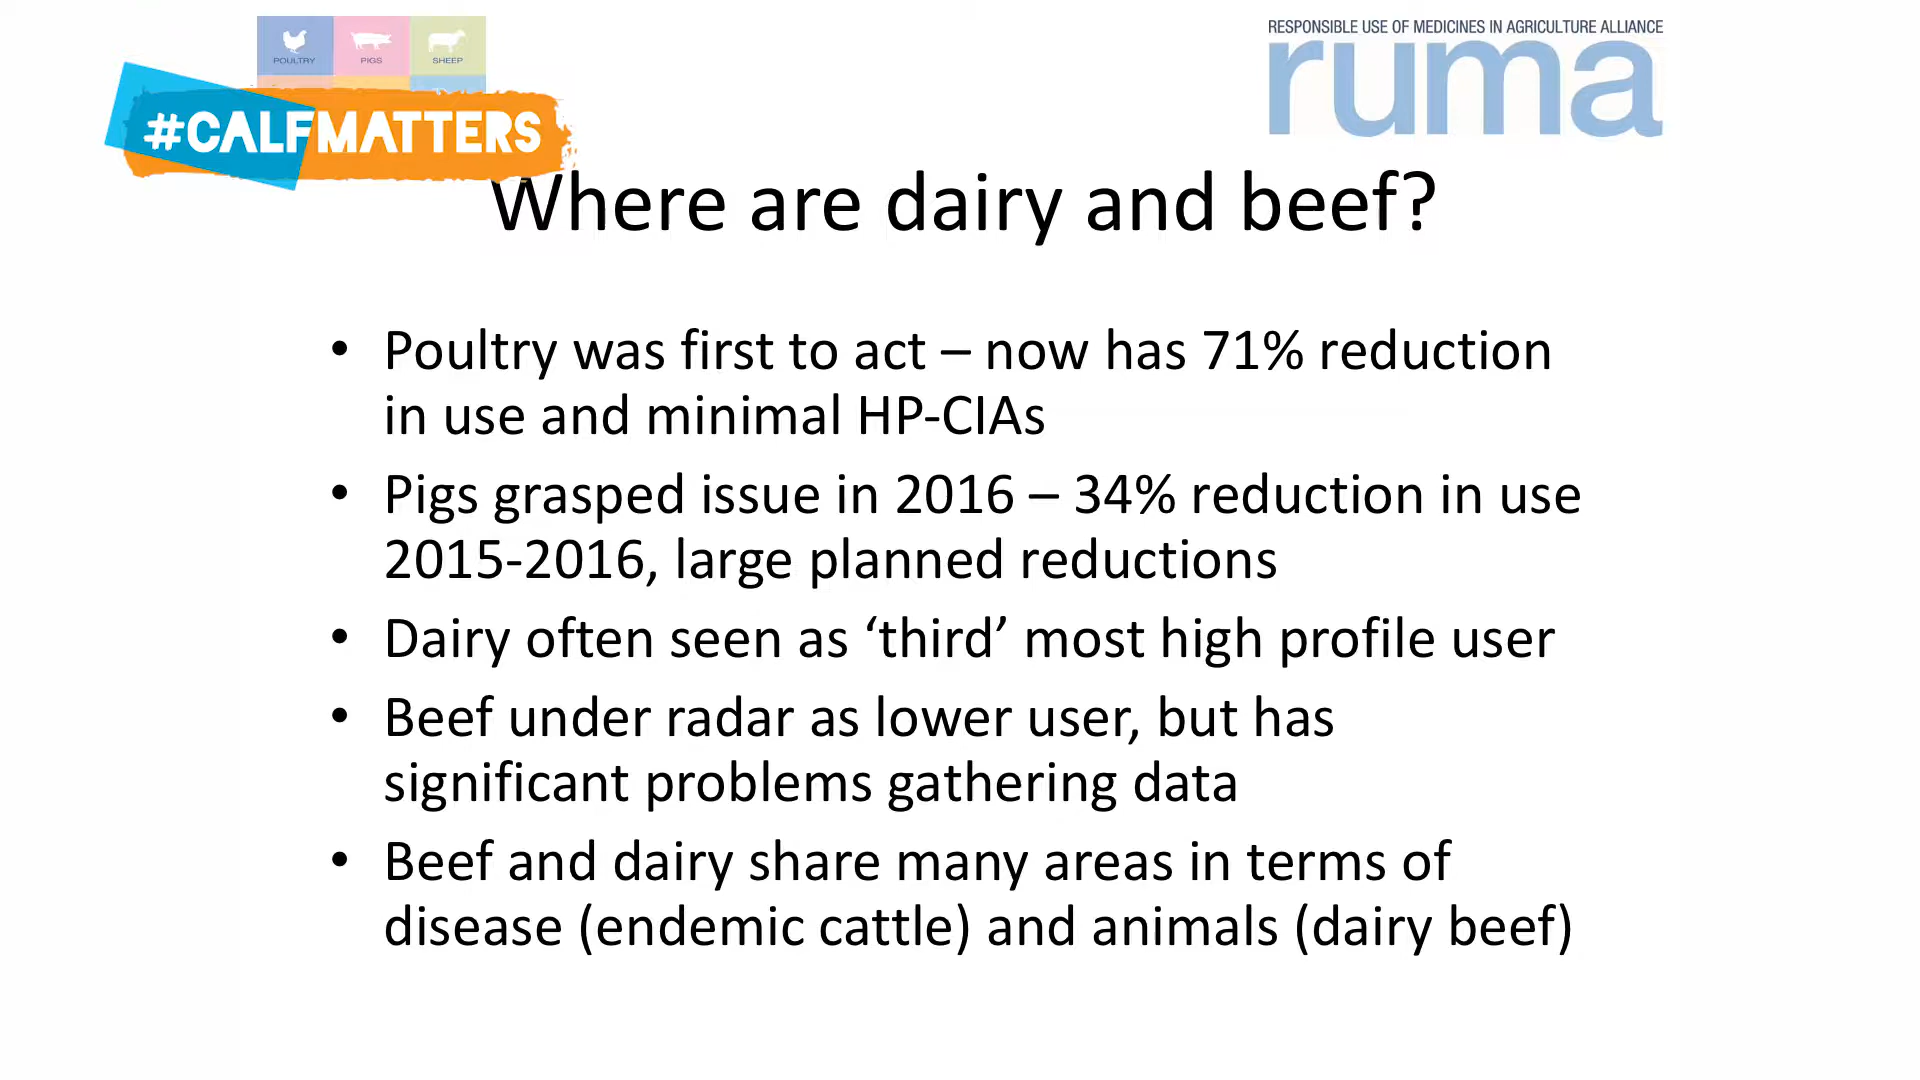 POULTRY PIGS SHEEP
RESPONSIBLE USE OF MEDICINES IN AGRICULTURE ALLIANCE
ruma
#CALFMATTERS
Where are dairy and beef?
• Poultry was first to act – now has 71% reduction
in use and minimal HP-CIAs
• Pigs grasped issue in 2016 – 34% reduction in use
2015-2016, large planned reductions
• Dairy often seen as ‘third’ most high profile user
• Beef under radar as lower user, but has
significant problems gathering data
• Beef and dairy share many areas in terms of
disease (endemic cattle) and animals (dairy beef)